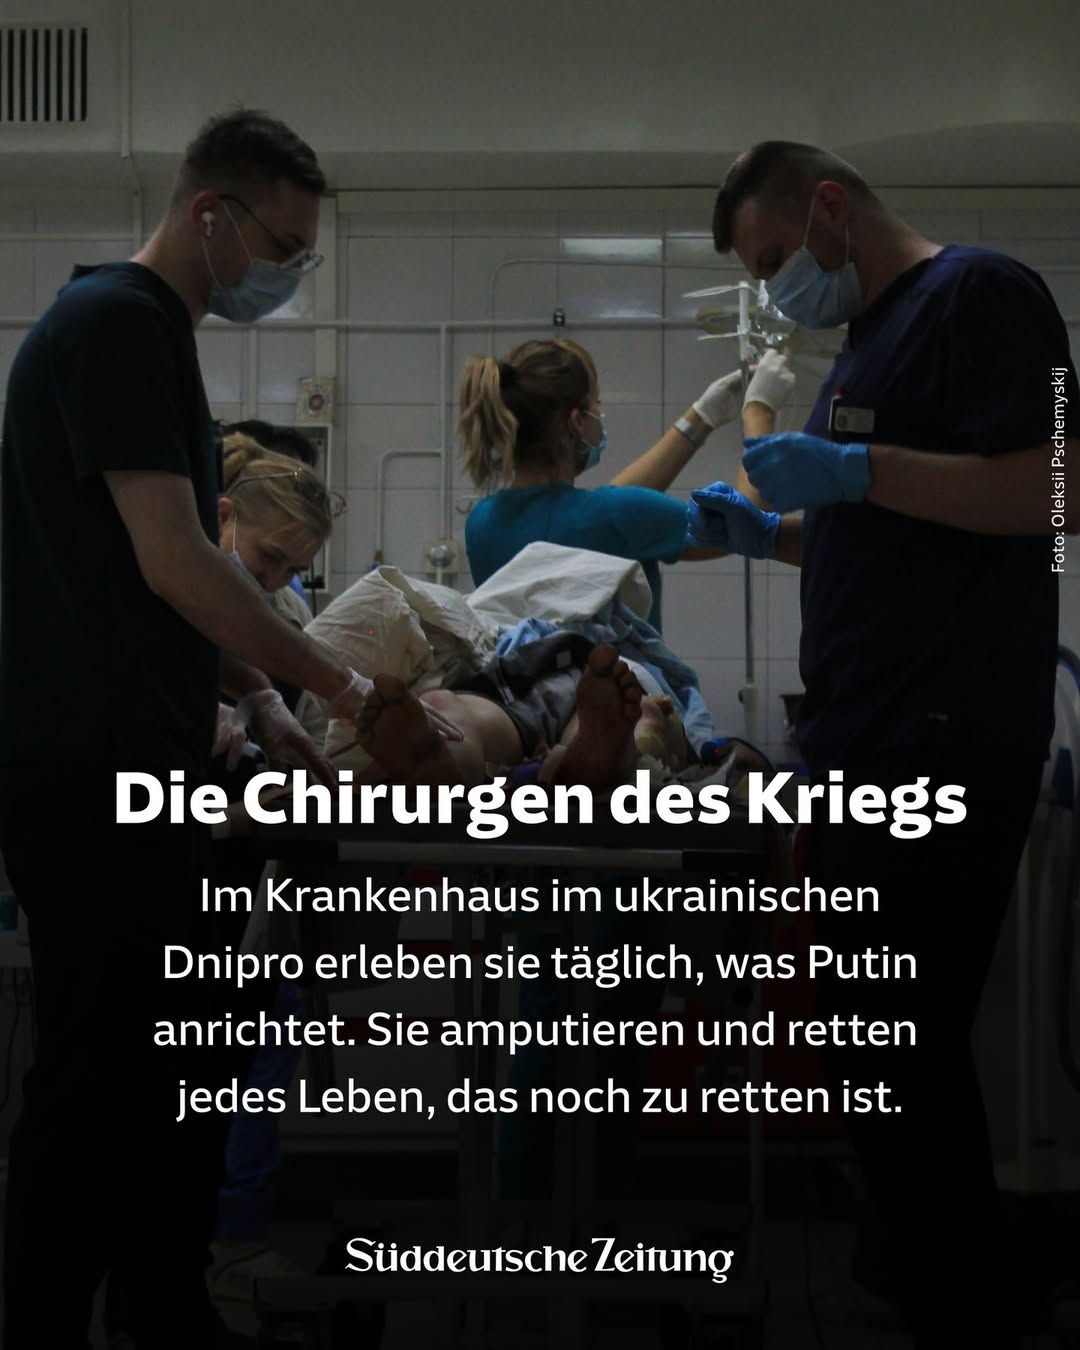 Foto: Oleksii Pschemyskij
Die Chirurgen des Kriegs
Im Krankenhaus im ukrainischen
Dnipro erleben sie täglich, was Putin
anrichtet. Sie amputieren und retten
jedes Leben, das noch zu retten ist.
Süddeutsche Zeitung